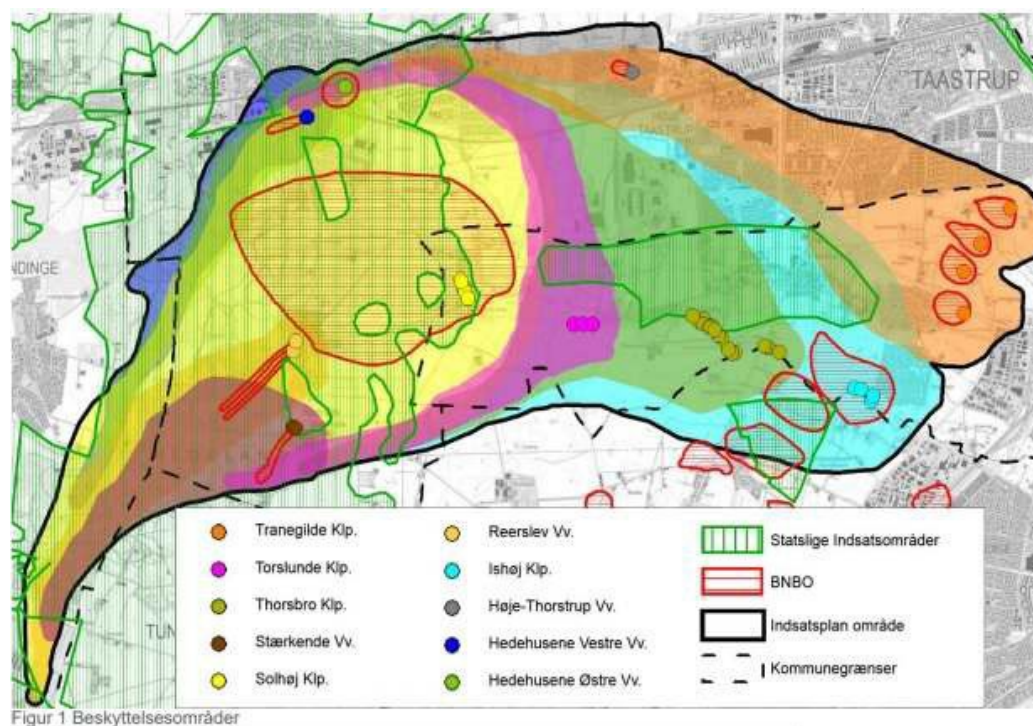 TAASTRUP
NDINGE
TUN
Tranegilde Klp.
Torslunde Klp.
Thorsbro Klp.
Stærkende Vv.
Solhøj Klp.
Reerslev Vv.
Ishøj Klp.
Høje-Thorstrup Vv.
Hedehusene Vestre Vv.
Hedehusene Østre Vv.
Statslige Indsatsområder
BNBO
Indsatsplan område
Kommunegrænser
Figur 1 Beskyttelsesområder